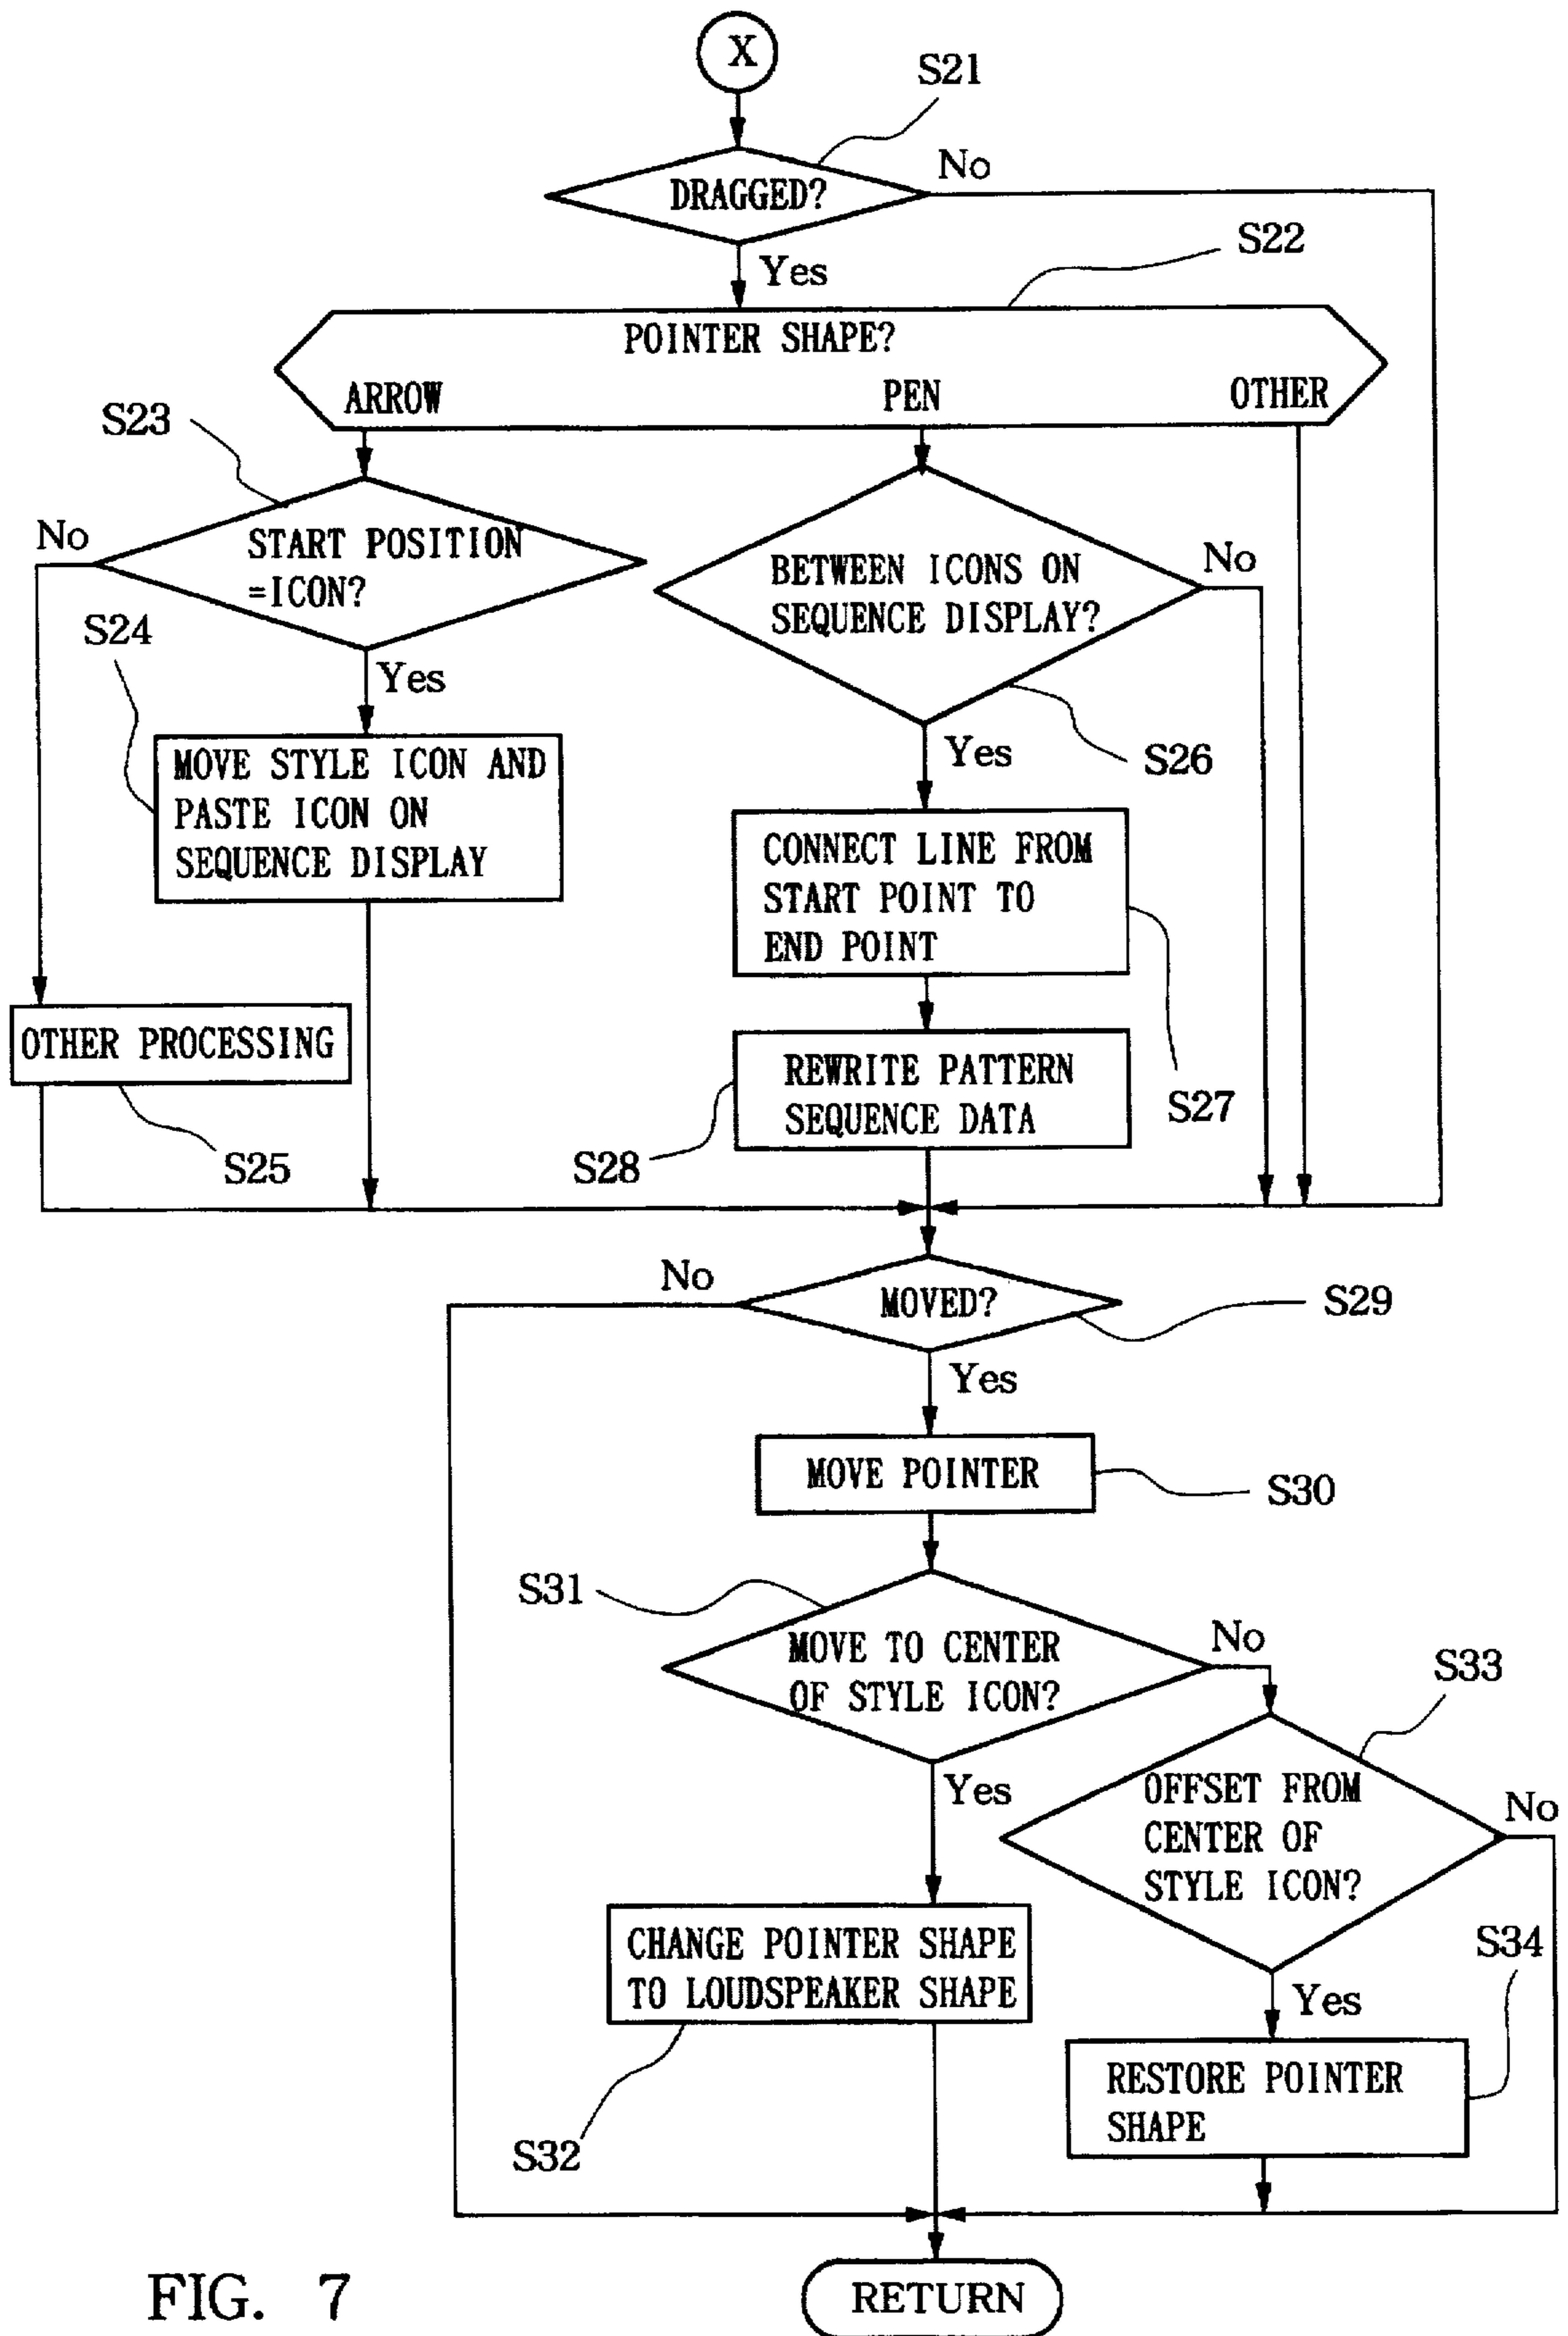 X
S21
DRAGGED?
No
Yes
S22
POINTER SHAPE?
ARROW
PEN
OTHER
S23
No
START POSITION
=ICON?
BETWEEN ICONS ON
SEQUENCE DISPLAY?
No
S24
Yes
Yes
S26
MOVE STYLE ICON AND
PASTE ICON ON
SEQUENCE DISPLAY
CONNECT LINE FROM
START POINT TO
END POINT
OTHER PROCESSING
S27
REWRITE PATTERN
SEQUENCE DATA
S25
S28
No
MOVED?
S29
Yes
MOVE POINTER
S30
S31
MOVE TO CENTER
OF STYLE ICON?
No
S33
Yes
OFFSET FROM
CENTER OF
STYLE ICON?
No
CHANGE POINTER SHAPE
TO LOUDSPEAKER SHAPE
S34
Yes
RESTORE POINTER
SHAPE
S32
RETURN
FIG. 7